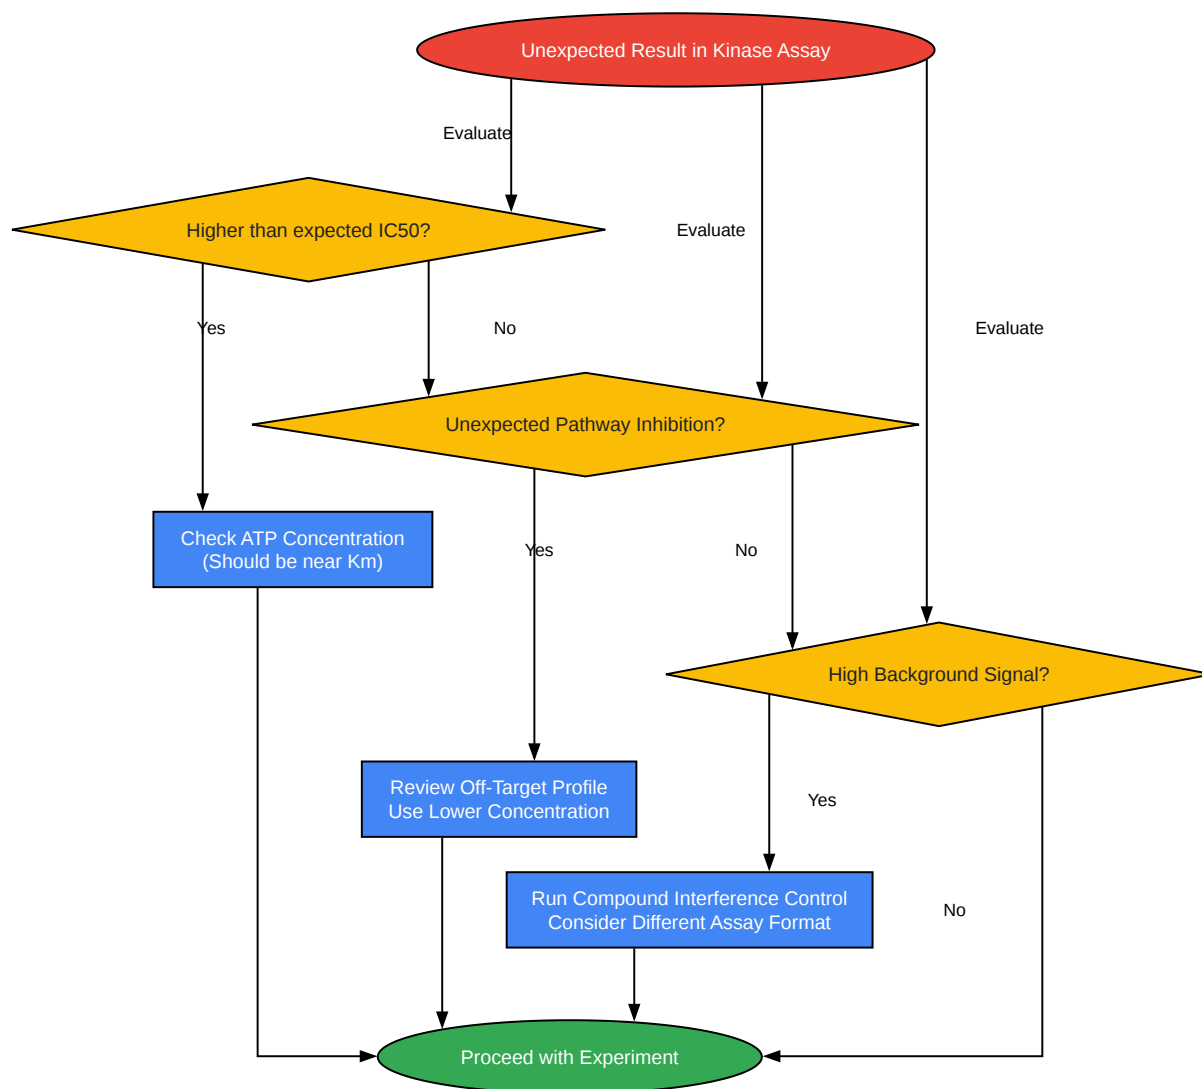 Unexpected Result in Kinase Assay
Evaluate
Higher than expected IC50?
Evaluate
Yes
No
Evaluate
Unexpected Pathway Inhibition?
Check ATP Concentration
(Should be near Km)
Yes
No
High Background Signal?
Review Off-Target Profile
Use Lower Concentration
Yes
Run Compound Interference Control
Consider Different Assay Format
No
Proceed with Experiment